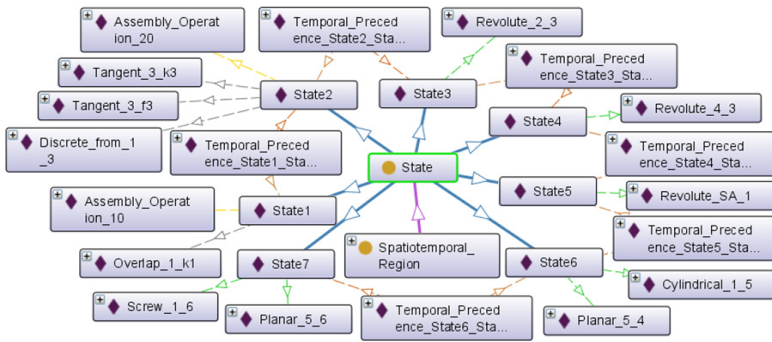 Assembly_Operat
ion_20
Temporal_Preced
ence_State2_Sta...
Revolute_2_3
Tangent_3_k3
State2
State3
Temporal_Preced
ence_State3_Sta...
Tangent_3_f3
State4
Revolute_4_3
Discrete_from_1
_3
Temporal_Preced
ence_State1_Sta...
Temporal_Preced
ence_State4_Sta...
State
State5
Revolute_SA_1
Assembly_Operat
ion_10
State1
Temporal_Preced
ence_State5_Sta...
Overlap_1_k1
State7
Spatiotemporal_
Region
State6
Cylindrical_1_5
Screw_1_6
Planar_5_6
Temporal_Preced
ence_State6_Sta...
Planar_5_4